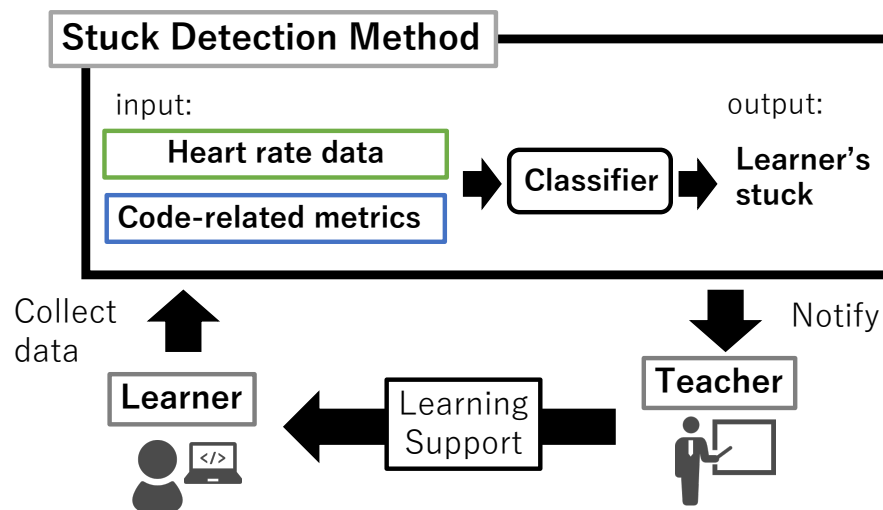 Stuck Detection Method
input:
output:
Heart rate data
Code-related metrics
Classifier
Learner’s
stuck
Collect
data
Notify
Learner
Learning
Support
Teacher
</>